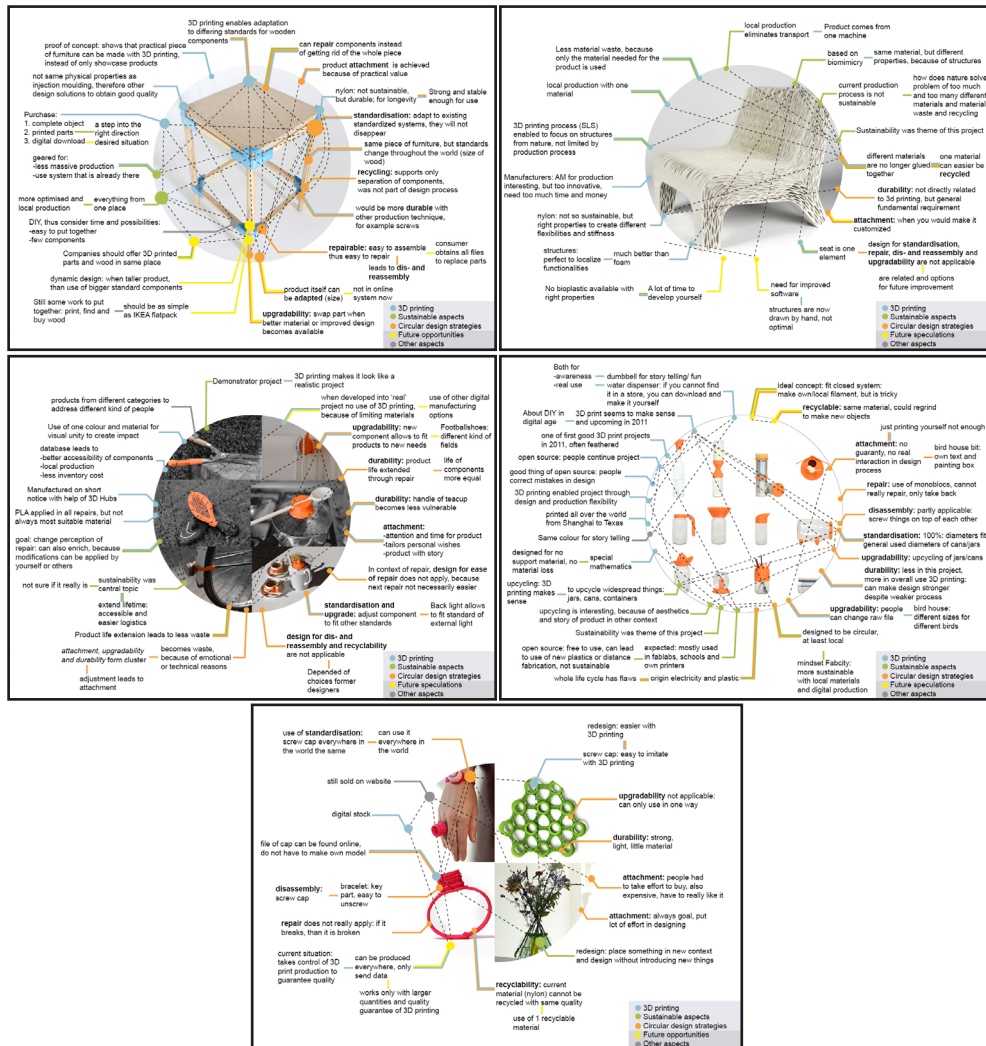 3D printing enables adaptation
to differing standards for wooden
components
proof of concept: shows that practical piece
of furniture can be made with 3D printing,
instead of only showcase products
can repair components instead
of getting rid of the whole piece
product attachment is achieved
because of practical value
not same physical properties as
injection moulding, therefore other
design solutions to obtain good quality
nylon: not sustainable,
but durable; for longevity
Strong and stable
enough for use
standardisation: adapt to existing
standardized systems, they will not
disappear
Purchase:
1. complete object
2. printed parts
3. digital download
a step into the
right direction
desired situation
same piece of furniture, but standards
change throughout the world (size of
wood)
geared for:
-less massive production
-use system that is already there
recycling: supports only
separation of components,
was not part of design process
more optimised and
local production
everything from
one place
would be more durable with
other production technique,
for example screws
DIY, thus consider time and possibilities:
-easy to put together
-few components
Companies should offer 3D printed
parts and wood in same place
repairable: easy to assemble
thus easy to repair
consumer
obtains all files
to replace parts
leads to dis- and
reassembly
dynamic design: when taller product,
than use of bigger standard components
product itself can
be adapted (size)
not in online
system now
Still some work to put
together: print, find and
buy wood
should be as simple
as IKEA flatpack
upgradability: swap part when
better material or improved design
becomes available
3D printing
Sustainable aspects
Circular design strategies
Future opportunities
Other aspects
local production
eliminates transport
Product comes from
one machine
Less material waste, because
only the material needed for the
product is used
based on
biomimicry
same material, but different
properties, because of structures
local production with one
material
current production
process is not
sustainable
how does nature solve
problem of too much
and too many different
materials and material
waste and recycling
3D printing process (SLS)
enabled to focus on structures
from nature, not limited by
production process
Sustainability was theme of this project
different materials
are no longer glued
together
one material
can easier be
recycled
Manufacturers: AM for production
interesting, but too innovative,
need too much time and money
durability: not directly related
to 3d printing, but general
fundamental requirement
attachment: when you would make it
customized
nylon: not so sustainable, but
right properties to create different
flexibilities and stiffness
seat is one
element
design for standardisation,
repair, dis- and reassembly and
upgradability are not applicable
structures:
perfect to localize
functionalities
much better than
foam
are related and options
for future improvement
No bioplastic available with
right properties
A lot of time to
develop yourself
need for improved
software
structures are now
drawn by hand, not
optimal
3D printing
Sustainable aspects
Circular design strategies
Future opportunities
Other aspects
Demonstrator project
3D printing makes it look like a
realistic project
products from different categories to
address different kind of people
when developed into 'real'
project no use of 3D printing,
because of limiting materials
use of other digital
manufacturing
options
Use of one colour and material for
visual unity to create impact
upgradability: new
component allows to fit
products to new needs
Footballshoes:
different kind of
fields
database leads to
-better accessibility of components
-local production
-less inventory cost
durability: product
life extended
through repair
life of
components
more equal
Manufactured on short
notice with help of 3D Hubs
durability: handle of teacup
becomes less vulnerable
PLA applied in all repairs, but not
always most suitable material
attachment:
-attention and time for product
-tailors personal wishes
-product with story
goal: change perception of
repair: can also enrich, because
modifications can be applied by
yourself or others
In context of repair, design for ease
of repair does not apply, because next
repair not necessarily easier
not sure if it really is
sustainability was
central topic
extend lifetime:
accessible and
easier logistics
standardisation and
upgrade: adjust component
to fit other standards
Back light allows
to fit standard of
external light
Product life extension leads to less waste
design for dis- and
reassembly and recyclability
are not applicable
attachment, upgradability
and durability form cluster
becomes waste,
because of emotional
or technical reasons
adjustment leads to
attachment
Depended of
choices former
designers
3D printing
Sustainable aspects
Circular design strategies
Future speculations
Other aspects
Both for
-awareness
-real use
dumbbell for story telling/ fun
water dispenser: if you cannot find
it in a store, you can download and
make it yourself
ideal concept: fit closed system:
make own/local filament, but is tricky
recyclable: same material, could regrind
to make new objects
About DIY in
digital age
3D print seems to make sense
and upcoming in 2011
just printing yourself not enough
one of first good 3D print projects
in 2011, often feathered
attachment: no
guaranty, no real
interaction in design
process
bird house bit:
own text and
painting box
open source: people continue project
good thing of open source: people
correct mistakes in design
repair: use of monoblocs, cannot
really repair, only take back
3D printing enabled project through
design and production flexibility
disassembly: partly applicable:
screw things on top of each other
printed all over the world
from Shanghai to Texas
standardisation: 100%: diameters fit
general used diameters of cans/jars
Same colour for story telling
upgradability: upcycling of jars/cans
designed for no
support material, no
material loss
special
mathematics
durability: less in this project,
more in overall use 3D printing:
can make design stronger
despite weaker process
upcycling: 3D
printing makes sense
to upcycle widespread things:
jars, cans, containers
upcycling is interesting, because of aesthetics
and story of product in other context
upgradability: people
can change raw file
bird house:
different sizes for
different birds
Sustainability was theme of this project
designed to be circular,
at least local
open source: free to use, can lead
to use of new plastics or distance
fabrication, not sustainable
expected: mostly used
in fablabs, schools and
own printers
mindset Fabcity:
more sustainable
with local materials
and digital production
whole life cycle has flaws
origin electricity and plastic
3D printing
Sustainable aspects
Circular design strategies
Future speculations
Other aspects
use of standardisation:
screw cap everywhere in
the world the same
can use it
everywhere in
the world
redesign: easier with
3D printing
screw cap: easy to imitate
with 3D printing
still sold on website
upgradability not applicable:
can only use in one way
digital stock
file of cap can be found online,
do not have to make own model
durability: strong,
light, little material
disassembly:
screw cap
bracelet: key
part, easy to
unscrew
attachment: people had
to take effort to buy, also
expensive, have to really like it
repair does not really apply: if it
breaks, than it is broken
attachment: always goal, put
lot of effort in designing
current situation:
takes control of 3D
print production to
guarantee quality
can be produced
everywhere, only
send data
redesign: place something in new context
and design without introducing new things
works only with larger
quantities and quality
guarantee of 3D printing
recyclability: current
material (nylon) cannot be
recycled with same quality
use of 1 recyclable
material
3D printing
Sustainable aspects
Circular design strategies
Future opportunities
Other aspects